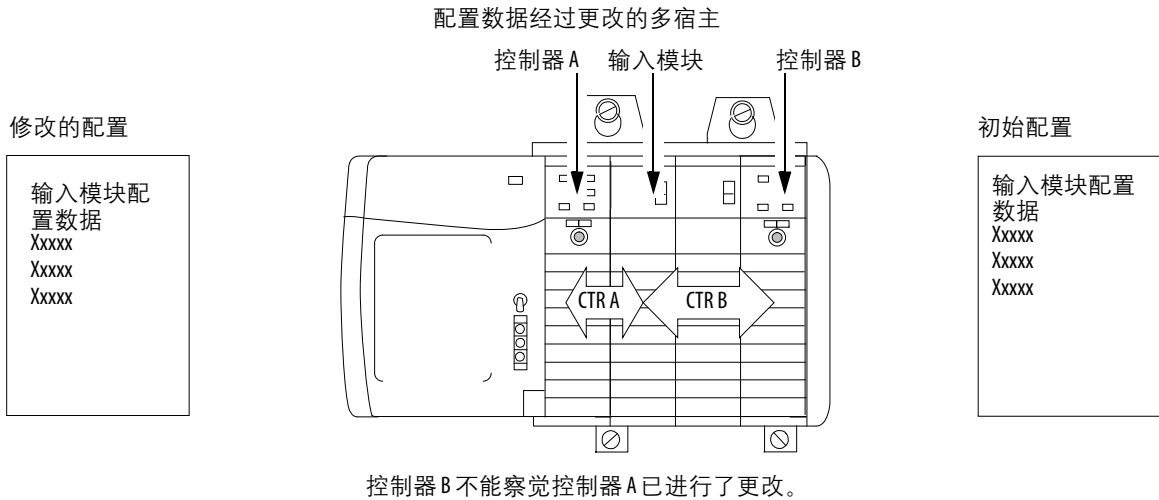 配置数据经过更改的多宿主
控制器 A 输入模块 控制器 B
修改的配置
初始配置
输入模块配
置数据
Xxxxx
Xxxxx
Xxxxx
输入模块配置
数据
Xxxxx
Xxxxx
Xxxxx
CTR A CTR B
控制器 B 不能察觉控制器 A 已进行了更改。